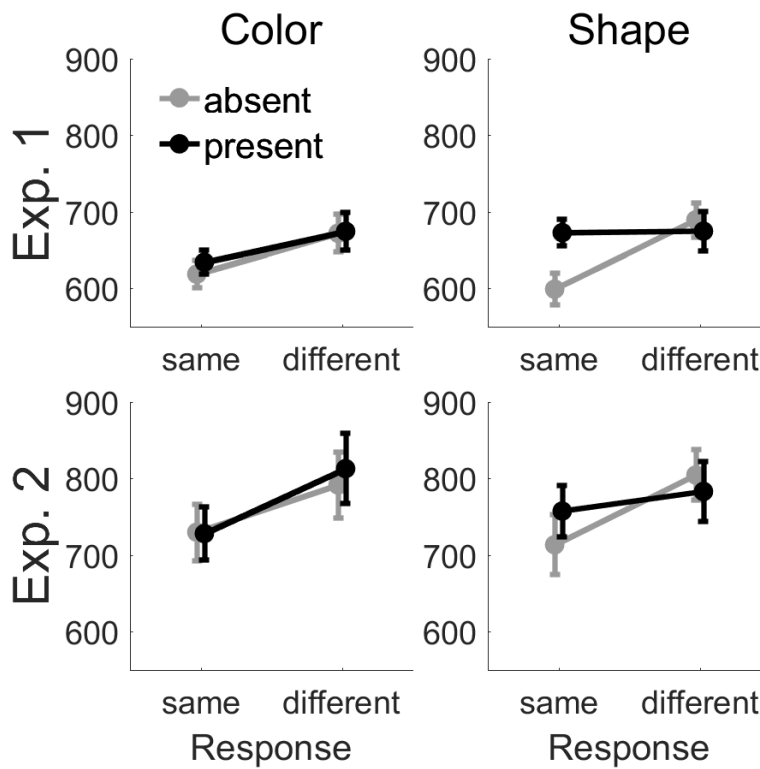 Color
Shape
Exp. 1
900
800
700
600
absent
present
same
different
900
800
700
600
same
different
Exp. 2
900
800
700
600
same
different
Response
900
800
700
600
same
different
Response